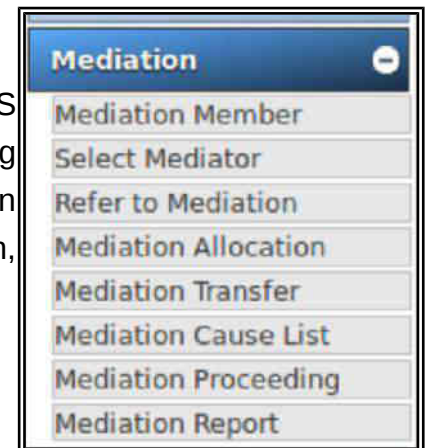 Mediation
S
Mediation Member
g
Select Mediator
n
Refer to Mediation
n,
Mediation Allocation
Mediation Transfer
Mediation Cause List
Mediation Proceeding
Mediation Report